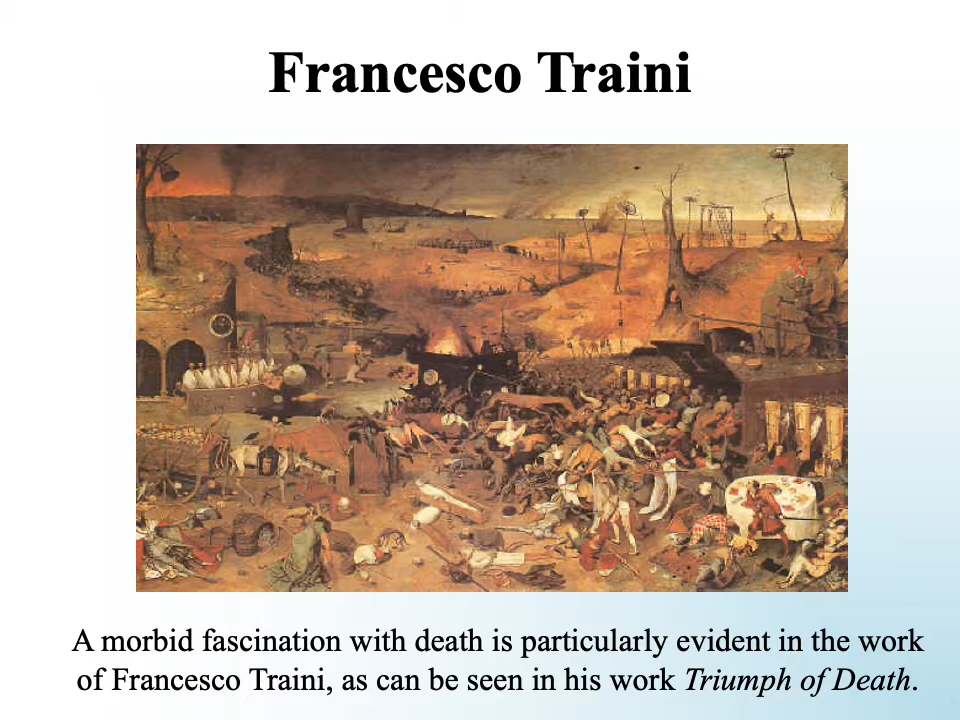 Francesco Traini
A morbid fascination with death is particularly evident in the work
of Francesco Traini, as can be seen in his work Triumph of Death.